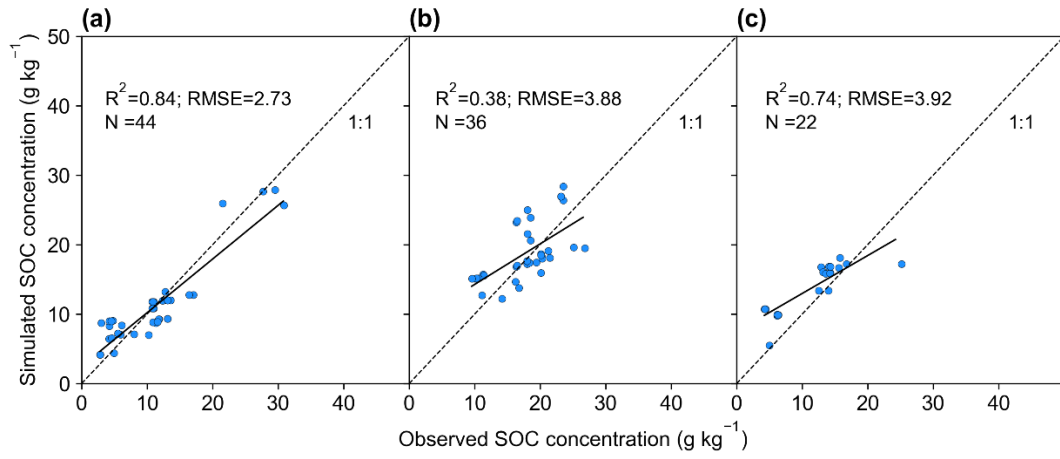 (a)
(b)
(c)
Simulated SOC concentration (g kg⁻¹)
50
40
30
20
10
0
R²=0.84; RMSE=2.73
N =44
1:1
R²=0.38; RMSE=3.88
N =36
1:1
R²=0.74; RMSE=3.92
N =22
1:1
0 10 20 30 40 0 10 20 30 40 0 10 20 30 40
Observed SOC concentration (g kg⁻¹)